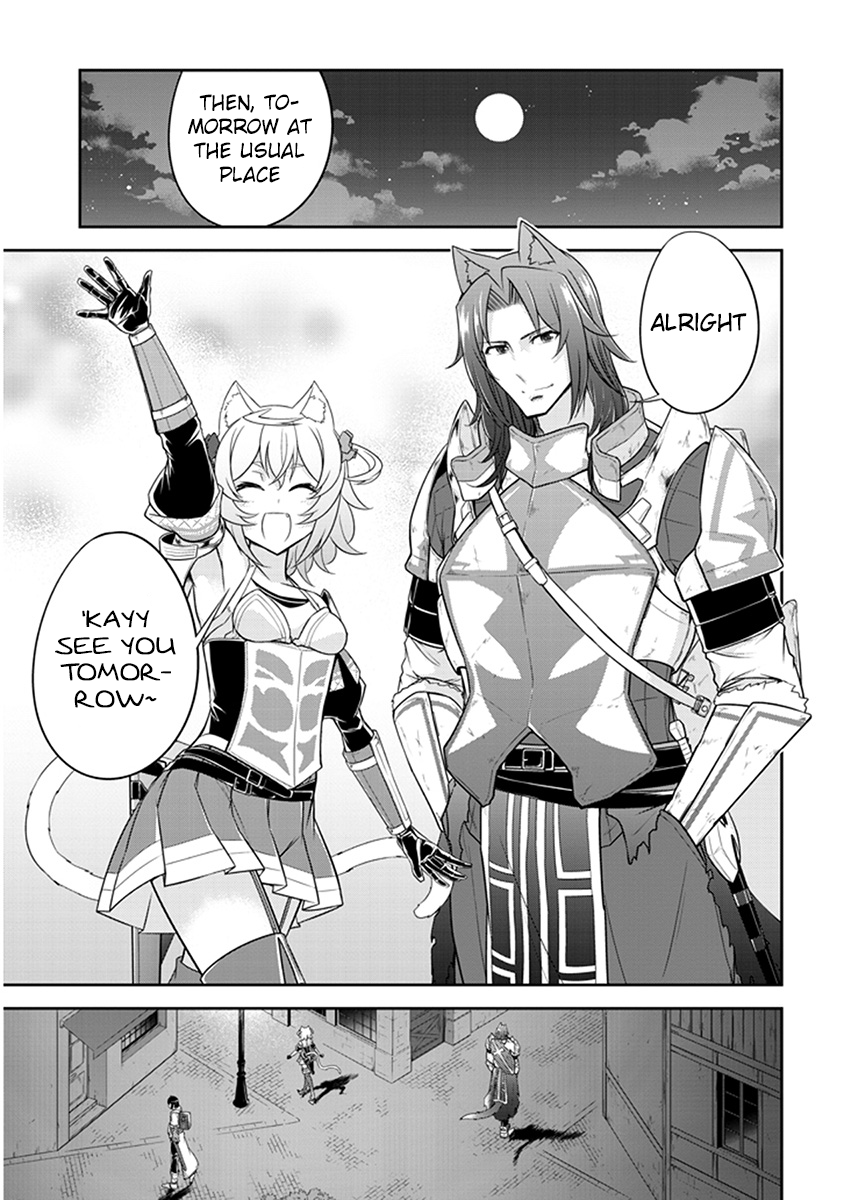 THEN, TO-
MORROW AT
THE USUAL
PLACE
ALRIGHT
'KAYY
SEE YOU
TOMOR-
ROW~